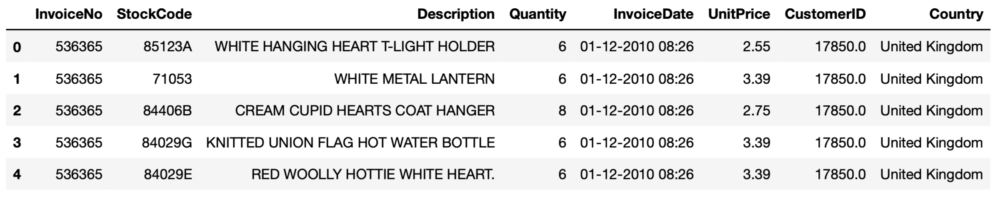 InvoiceNo StockCode Description Quantity InvoiceDate UnitPrice CustomerID Country
0 536365 85123A WHITE HANGING HEART T-LIGHT HOLDER 6 01-12-2010 08:26 2.55 17850.0 United Kingdom
1 536365 71053 WHITE METAL LANTERN 6 01-12-2010 08:26 3.39 17850.0 United Kingdom
2 536365 84406B CREAM CUPID HEARTS COAT HANGER 8 01-12-2010 08:26 2.75 17850.0 United Kingdom
3 536365 84029G KNITTED UNION FLAG HOT WATER BOTTLE 6 01-12-2010 08:26 3.39 17850.0 United Kingdom
4 536365 84029E RED WOOLLY HOTTIE WHITE HEART. 6 01-12-2010 08:26 3.39 17850.0 United Kingdom